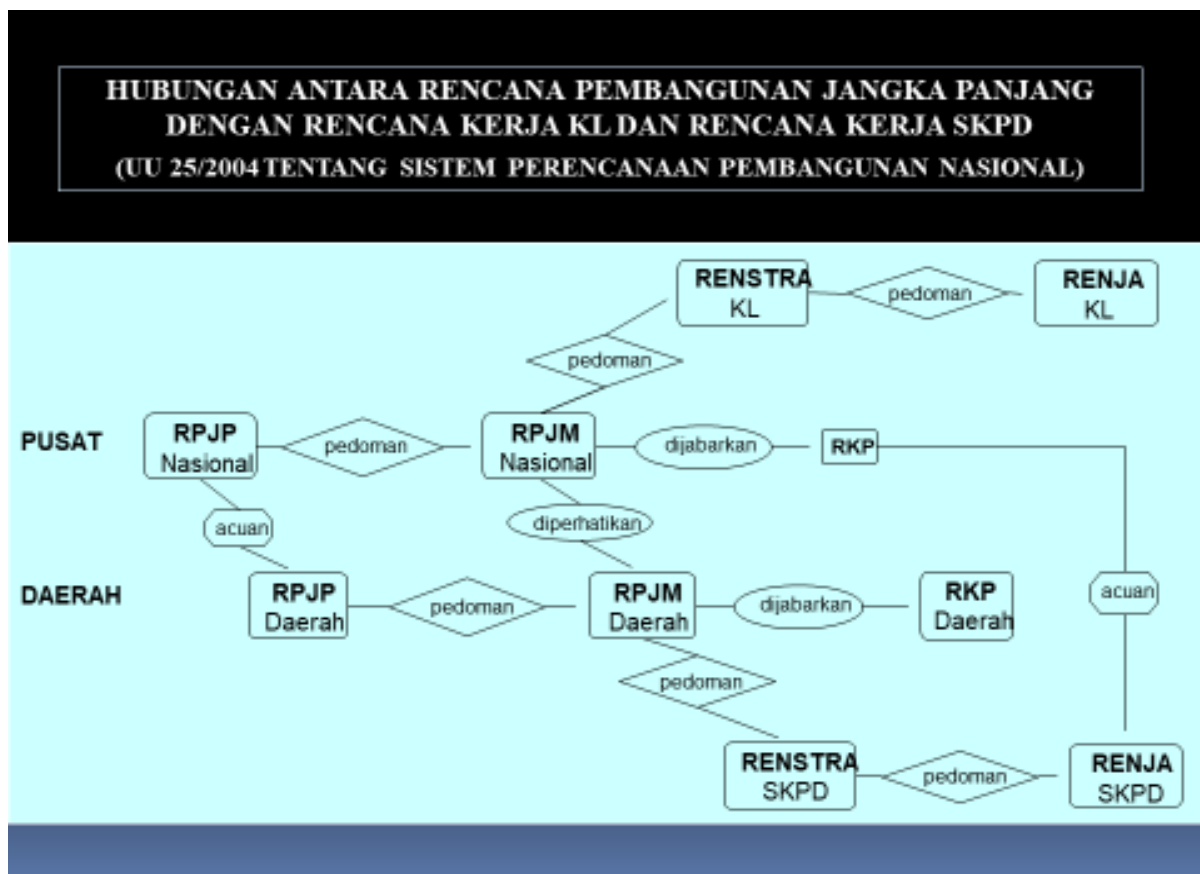 HUBUNGAN ANTARA RENCANA PEMBANGUNAN JANGKA PANJANG
DENGAN RENCANA KERJA KL DAN RENCANA KERJA SKPD
(UU 25/2004 TENTANG SISTEM PERENCANAAN PEMBANGUNAN NASIONAL)
RENSTRA
KL
pedoman
RENJA
KL
pedoman
PUSAT
RPJP
Nasional
pedoman
RPJM
Nasional
dijabarkan
RKP
acuan
diperhatikan
DAERAH
RPJP
Daerah
pedoman
RPJM
Daerah
dijabarkan
RKP
Daerah
acuan
pedoman
RENSTRA
SKPD
pedoman
RENJA
SKPD